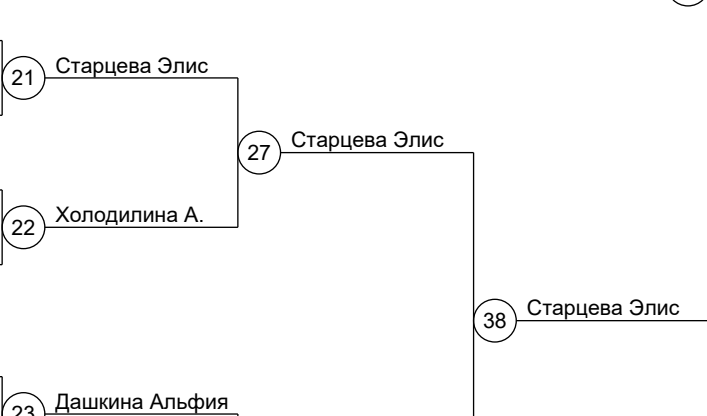 Старцева Элис
21
Старцева Элис
27
Холодилина А.
22
Старцева Элис
38
Дашкина Альфия
23